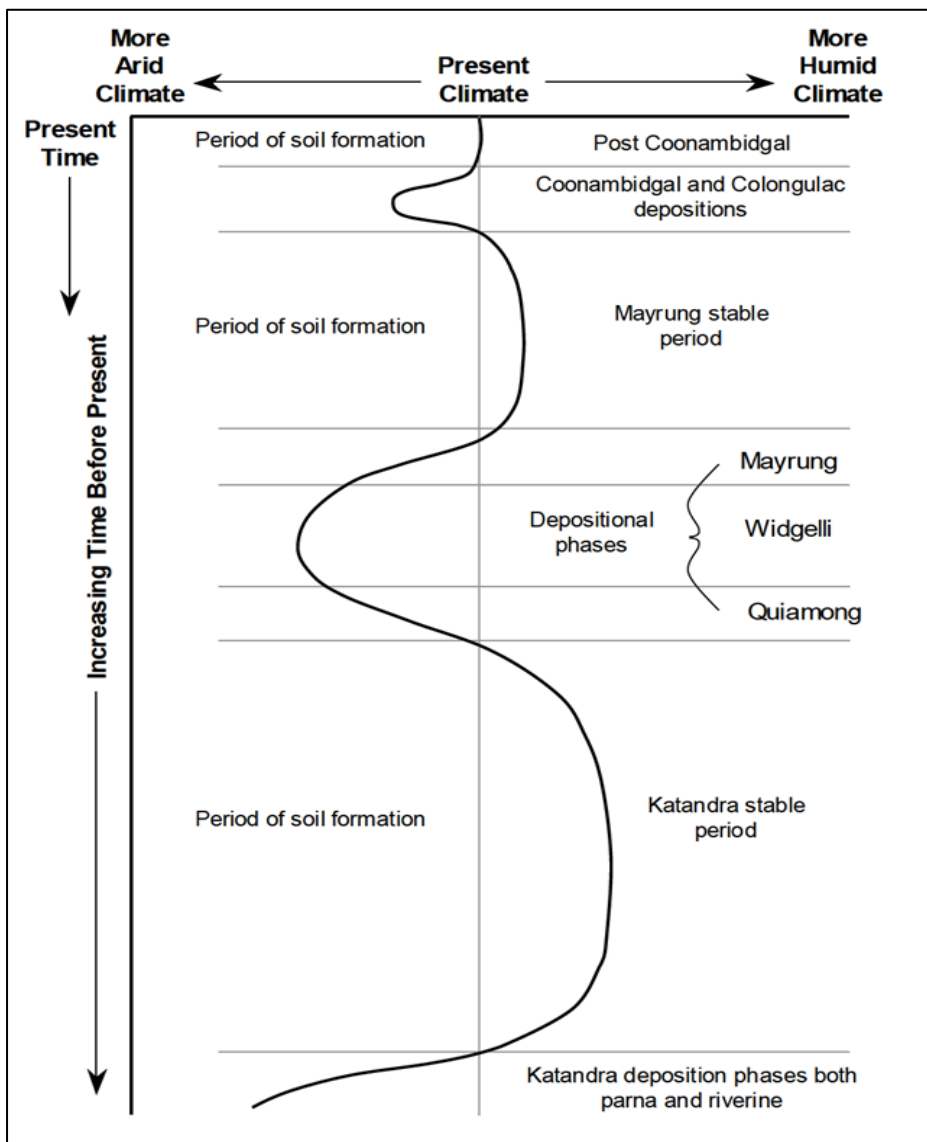 More
Arid
Climate
Present
Climate
More
Humid
Climate
Present
Time
Increasing Time Before Present
Period of soil formation
Post Coonambidgal
Coonambidgal and Colongulac
depositions
Period of soil formation
Mayrung stable
period
Depositional
phases
Mayrung
Widgelli
Quiamong
Period of soil formation
Katandra stable
period
Katandra deposition phases both
parna and riverine